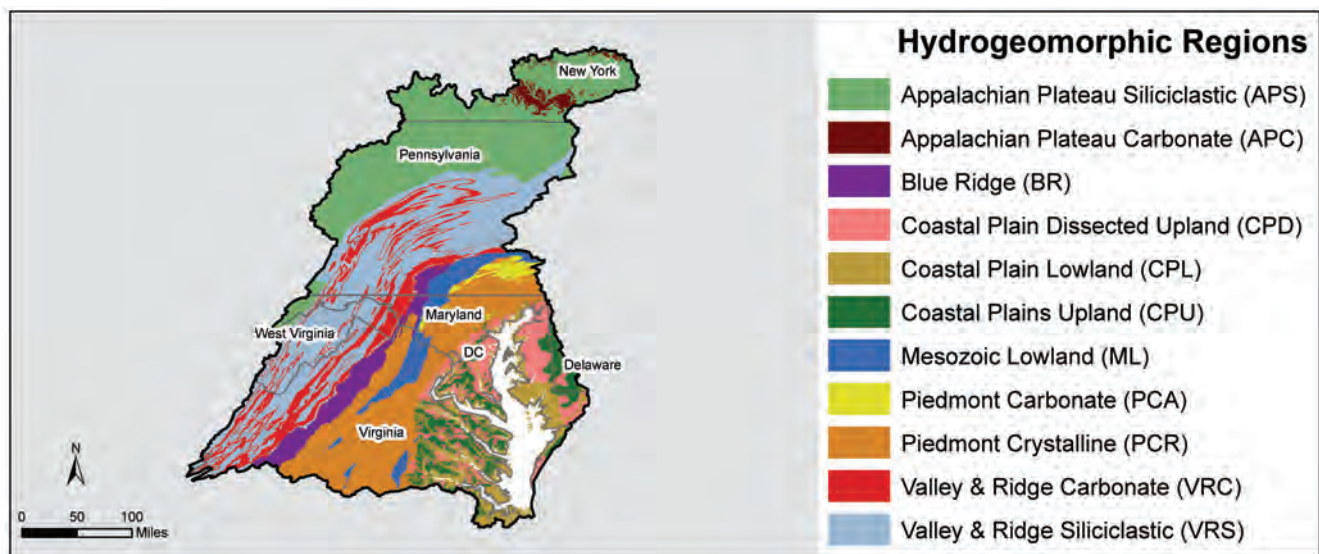 Hydrogeomorphic Regions
New York
Pennsylvania
West Virginia
Maryland
DC
Delaware
Virginia
N
0 50 100
Miles
Appalachian Plateau Siliciclastic (APS)
Appalachian Plateau Carbonate (APC)
Blue Ridge (BR)
Coastal Plain Dissected Upland (CPD)
Coastal Plain Lowland (CPL)
Coastal Plains Upland (CPU)
Mesozoic Lowland (ML)
Piedmont Carbonate (PCA)
Piedmont Crystalline (PCR)
Valley & Ridge Carbonate (VRC)
Valley & Ridge Siliciclastic (VRS)